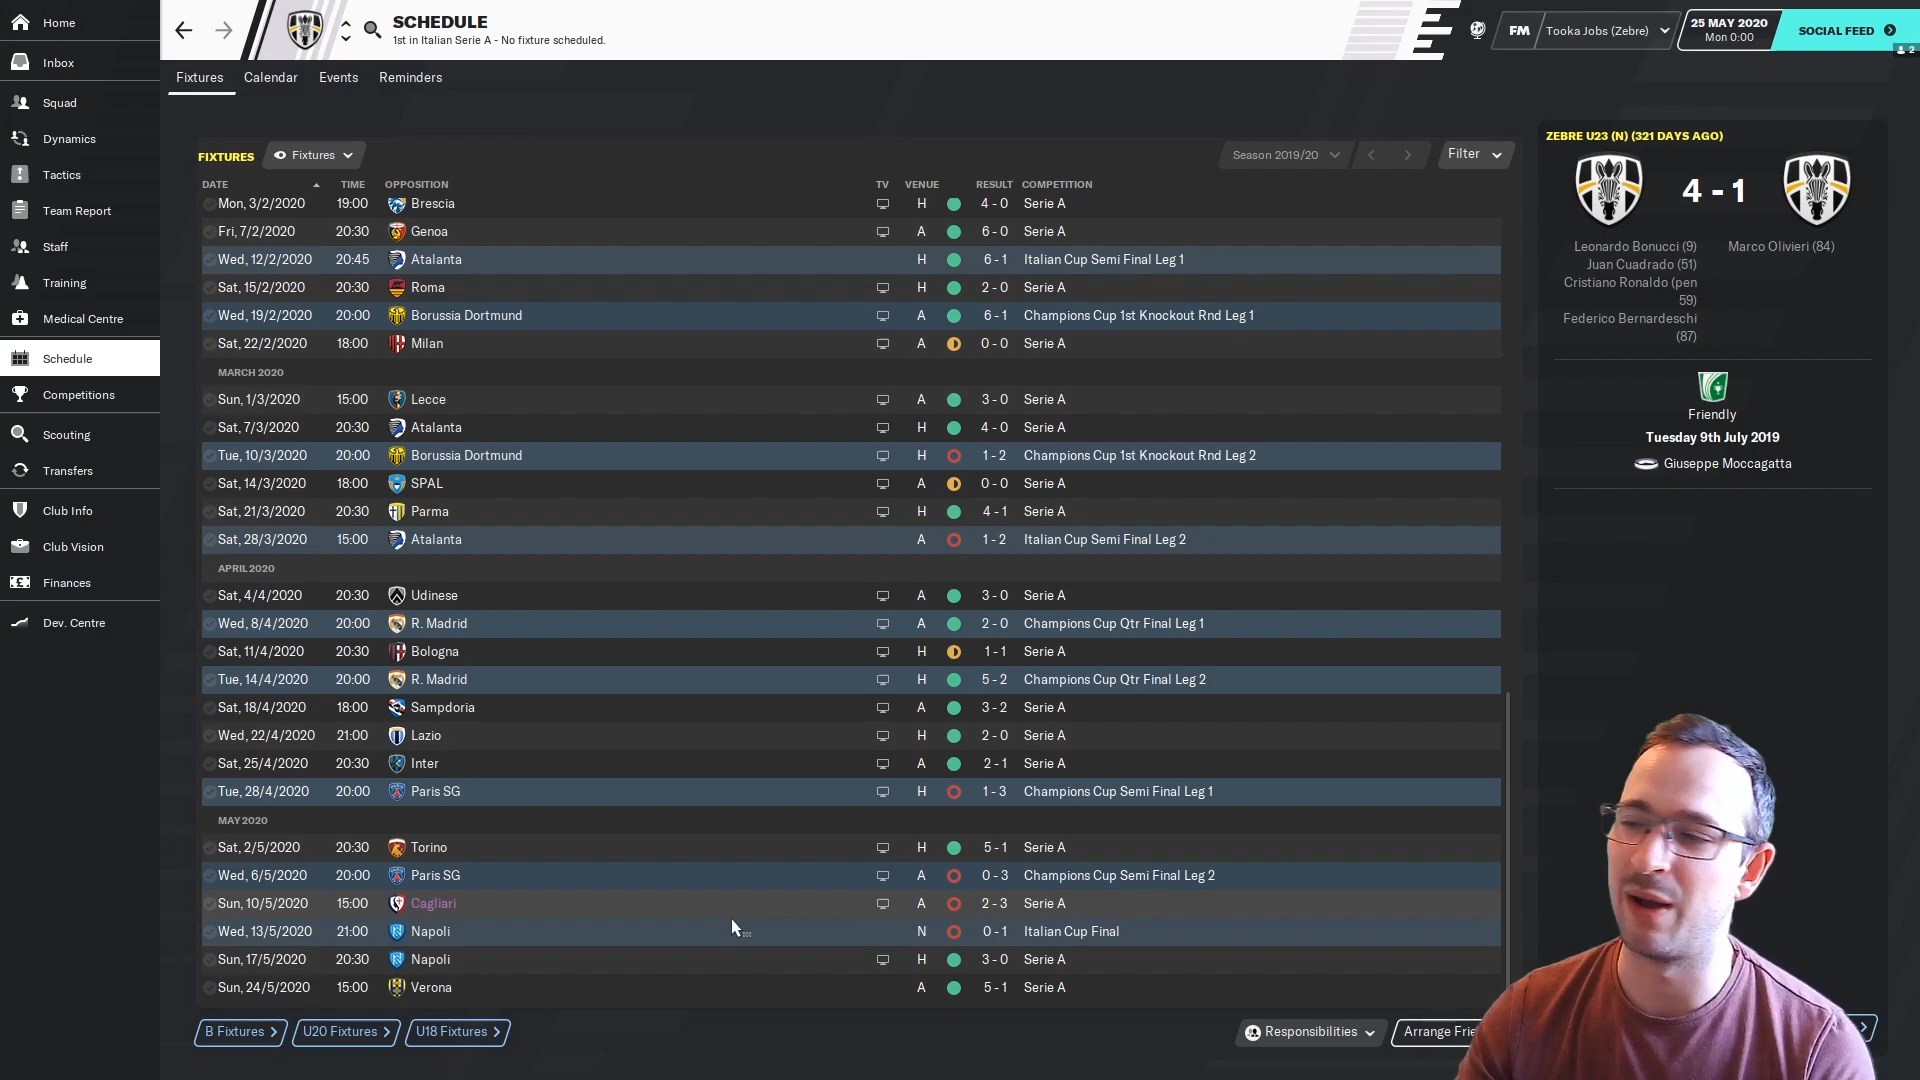 Home
Inbox
Squad
Dynamics
Tactics
Team Report
Staff
Training
Medical Centre
Schedule
Competitions
Scouting
Transfers
Club Info
Club Vision
Finances
Dev. Centre
SCHEDULE
1st in Italian Serie A - No fixture scheduled.
FM Tooka Jobs (Zebre)
25 MAY 2020
Mon 0:00
SOCIAL FEED
2
Fixtures Calendar Events Reminders
FIXTURES Fixtures Season 2019/20 Filter
DATE TIME OPPOSITION TV VENUE RESULT COMPETITION
Mon, 3/2/2020 19:00 Brescia H 4 - 0 Serie A
Fri, 7/2/2020 20:30 Genoa A 6 - 0 Serie A
Wed, 12/2/2020 20:45 Atalanta H 6 - 1 Italian Cup Semi Final Leg 1
Sat, 15/2/2020 20:30 Roma H 2 - 0 Serie A
Wed, 19/2/2020 20:00 Borussia Dortmund A 6 - 1 Champions Cup 1st Knockout Rnd Leg 1
Sat, 22/2/2020 18:00 Milan A 0 - 0 Serie A
MARCH 2020
Sun, 1/3/2020 15:00 Lecce A 3 - 0 Serie A
Sat, 7/3/2020 20:30 Atalanta H 4 - 0 Serie A
Tue, 10/3/2020 20:00 Borussia Dortmund H 1 - 2 Champions Cup 1st Knockout Rnd Leg 2
Sat, 14/3/2020 18:00 SPAL A 0 - 0 Serie A
Sat, 21/3/2020 20:30 Parma H 4 - 1 Serie A
Sat, 28/3/2020 15:00 Atalanta A 1 - 2 Italian Cup Semi Final Leg 2
APRIL 2020
Sat, 4/4/2020 20:30 Udinese A 3 - 0 Serie A
Wed, 8/4/2020 20:00 R. Madrid A 2 - 0 Champions Cup Qtr Final Leg 1
Sat, 11/4/2020 20:30 Bologna H 1 - 1 Serie A
Tue, 14/4/2020 20:00 R. Madrid H 5 - 2 Champions Cup Qtr Final Leg 2
Sat, 18/4/2020 18:00 Sampdoria A 3 - 2 Serie A
Wed, 22/4/2020 21:00 Lazio H 2 - 0 Serie A
Sat, 25/4/2020 20:30 Inter A 2 - 1 Serie A
Tue, 28/4/2020 20:00 Paris SG H 1 - 3 Champions Cup Semi Final Leg 1
MAY 2020
Sat, 2/5/2020 20:30 Torino H 5 - 1 Serie A
Wed, 6/5/2020 20:00 Paris SG A 0 - 3 Champions Cup Semi Final Leg 2
Sun, 10/5/2020 15:00 Cagliari A 2 - 3 Serie A
Wed, 13/5/2020 21:00 Napoli N 0 - 1 Italian Cup Final
Sun, 17/5/2020 20:30 Napoli H 3 - 0 Serie A
Sun, 24/5/2020 15:00 Verona A 5 - 1 Serie A
B Fixtures U20 Fixtures U18 Fixtures Responsibilities Arrange Frie
ZEBRE U23 (N) (321 DAYS AGO)
4 - 1
Leonardo Bonucci (9) Marco Olivieri (84)
Juan Cuadrado (51)
Cristiano Ronaldo (pen
59)
Federico Bernardeschi
(87)
Friendly
Tuesday 9th July 2019
Giuseppe Moccagatta